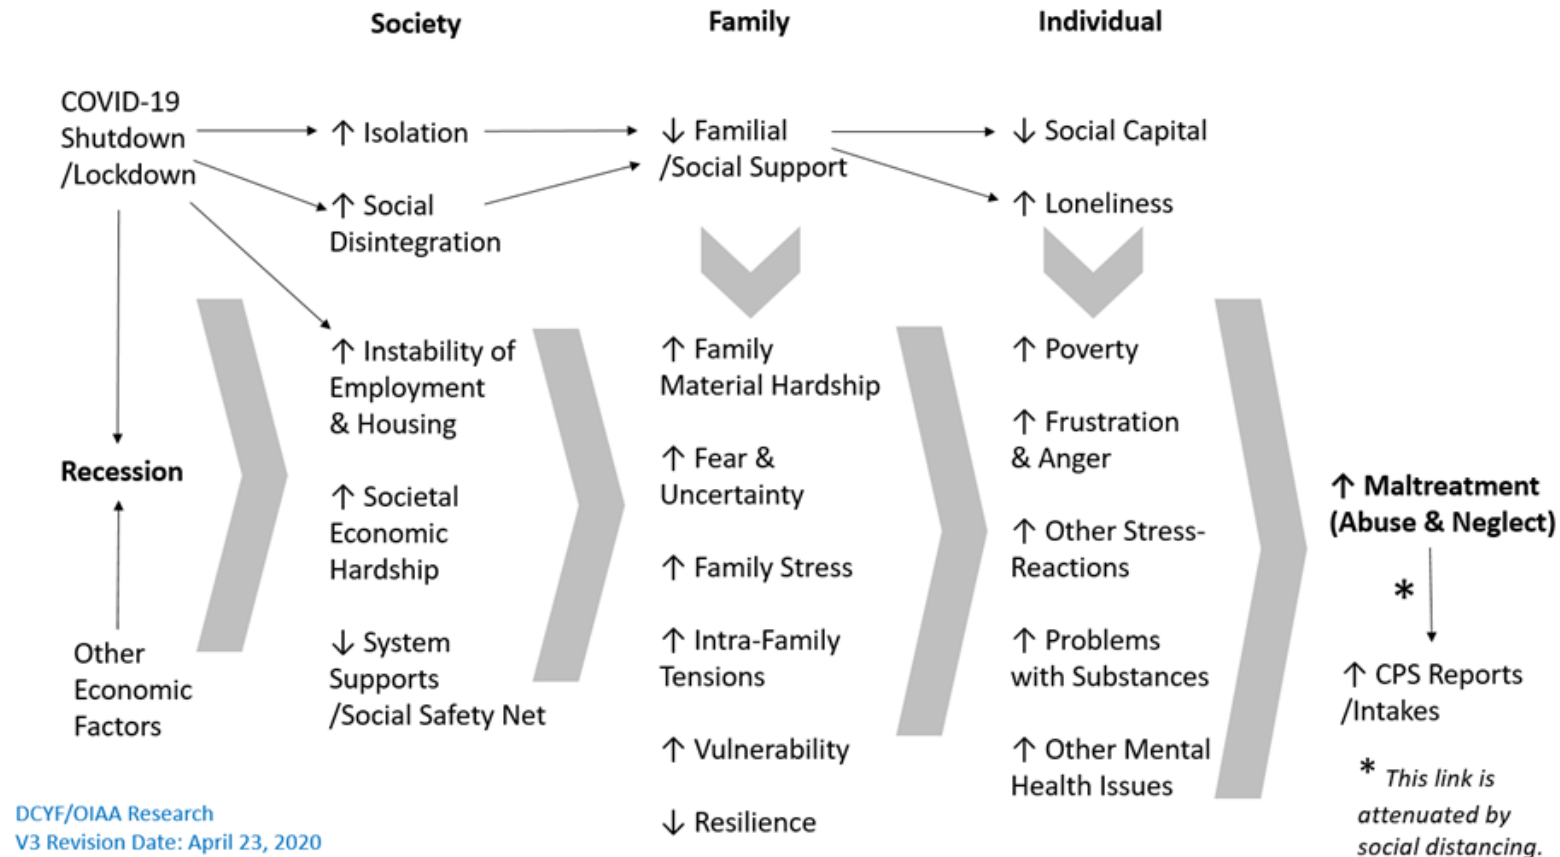 Society
Family
Individual
COVID-19
Shutdown
/Lockdown
↑ Isolation
↑ Social
Disintegration
↓ Familial
/Social Support
↓ Social Capital
↑ Loneliness
Recession
Other
Economic
Factors
↑ Instability of
Employment
& Housing
↑ Societal
Economic
Hardship
↓ System
Supports
/Social Safety Net
↑ Family
Material Hardship
↑ Fear &
Uncertainty
↑ Family Stress
↑ Intra-Family
Tensions
↑ Vulnerability
↓ Resilience
↑ Poverty
↑ Frustration
& Anger
↑ Other Stress-
Reactions
↑ Problems
with Substances
↑ Other Mental
Health Issues
↑ Maltreatment
(Abuse & Neglect)
*
↑ CPS Reports
/Intakes
* This link is
attenuated by
social distancing.
DCYF/OIAA Research
V3 Revision Date: April 23, 2020